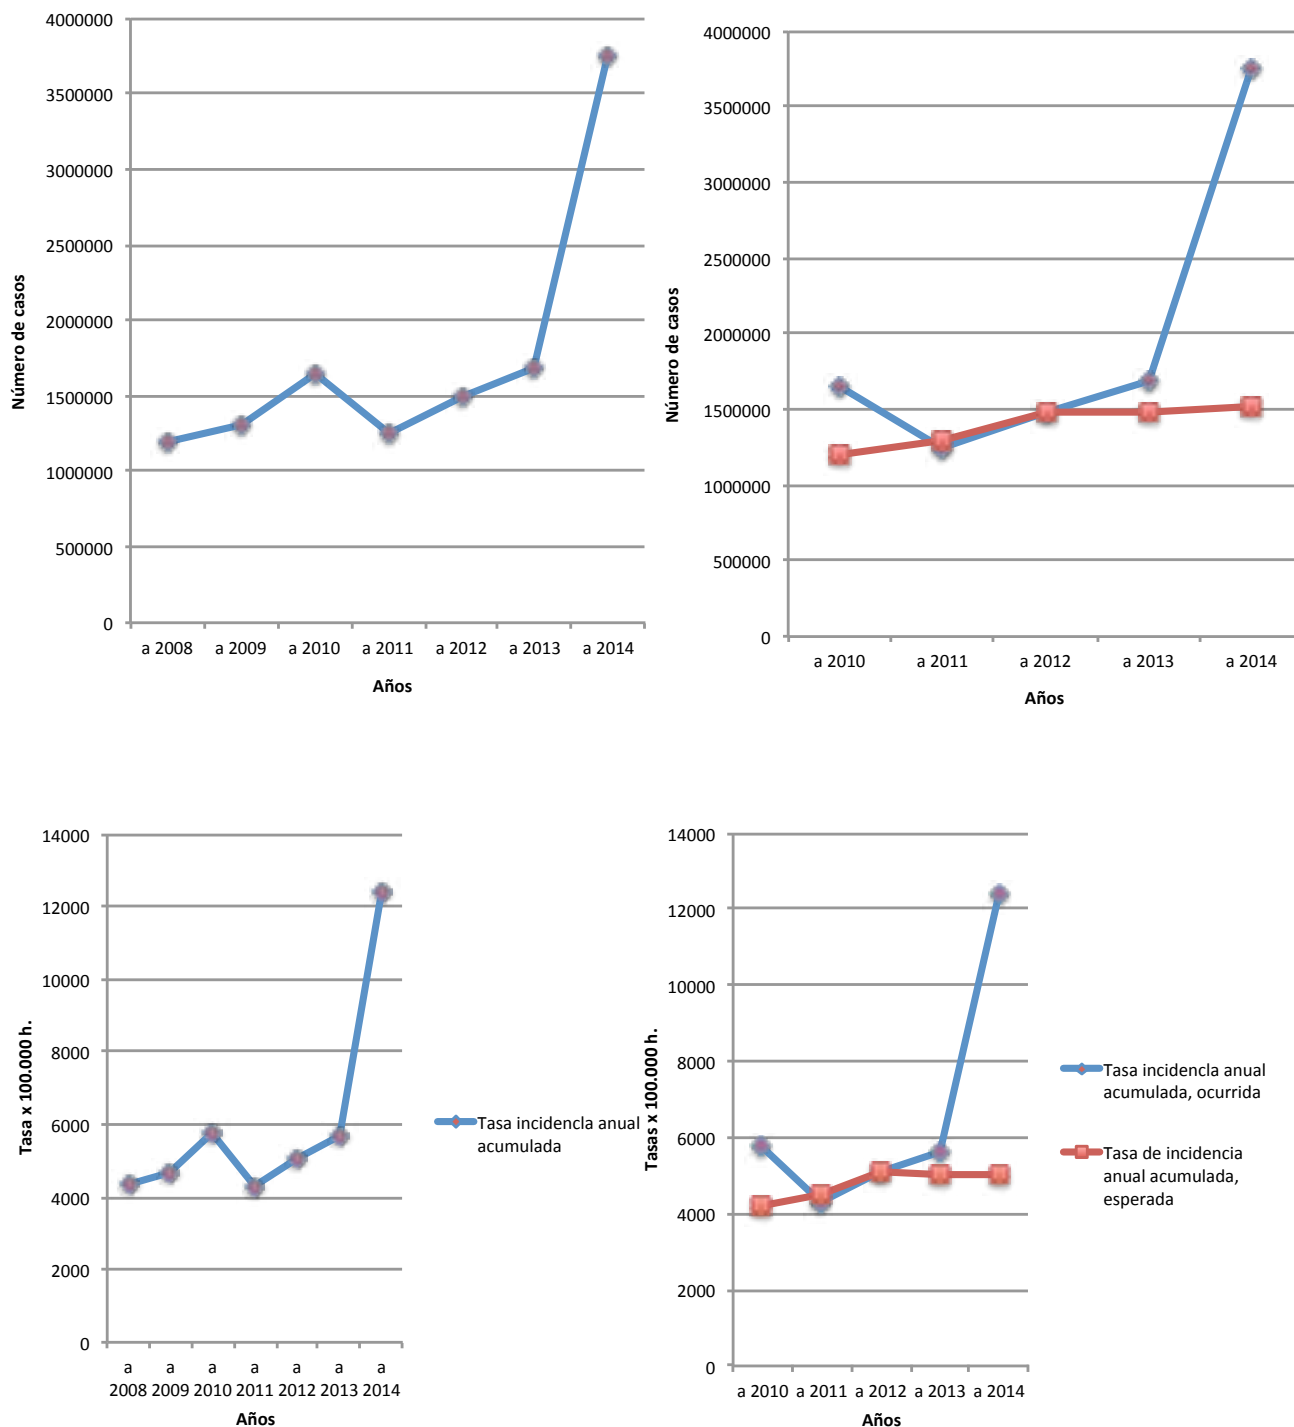 4000000
3500000
3000000
2500000
2000000
1500000
1000000
500000
0
Número de casos
a 2008 a 2009 a 2010 a 2011 a 2012 a 2013 a 2014
Años
4000000
3500000
3000000
2500000
2000000
1500000
1000000
500000
0
Número de casos
a 2010 a 2011 a 2012 a 2013 a 2014
Años
14000
12000
10000
8000
6000
4000
2000
0
Tasa x 100.000 h.
a a a a a a a
2008 2009 2010 2011 2012 2013 2014
Años
Tasa incidencIa anual
acumulada
14000
12000
10000
8000
6000
4000
2000
0
Tasas x 100.000 h.
a 2010 a 2011 a 2012 a 2013 a 2014
Años
Tasa incidencIa anual
acumulada, ocurrida
Tasa de incidencia
anual acumulada,
esperada